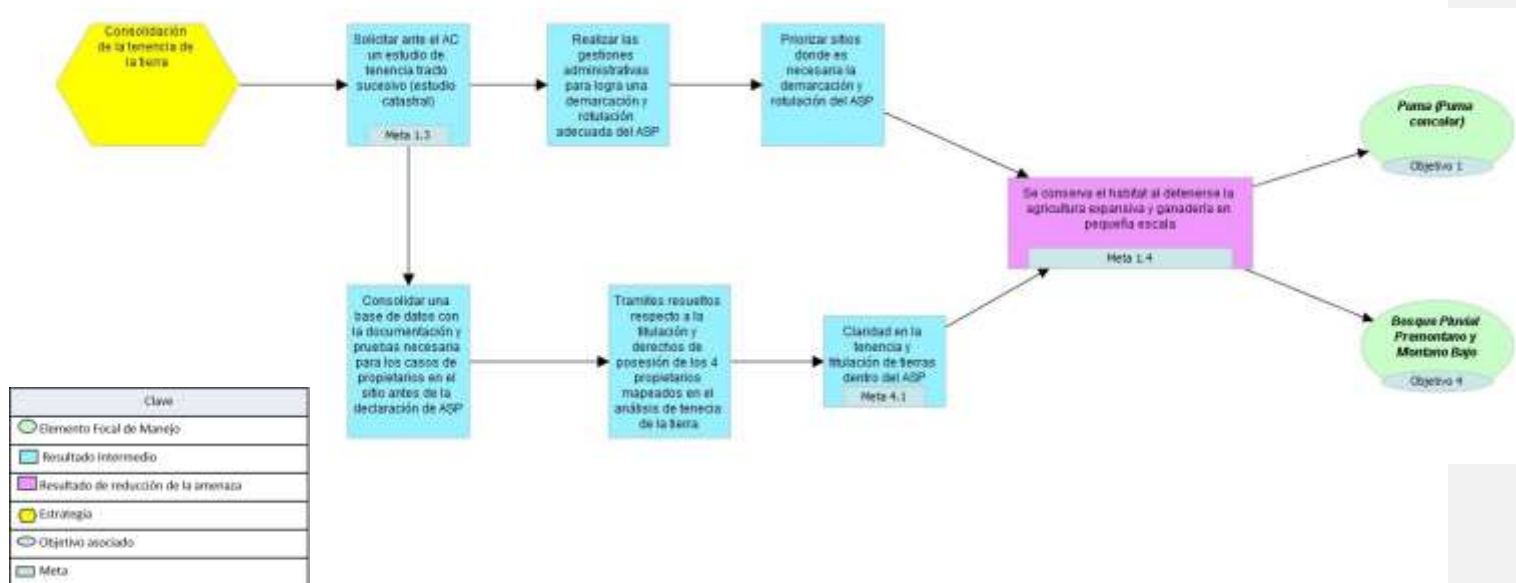 Consolidación
de la tenencia de
la tierra
Solicitar ante el AC
un estudio de
tenencia tracto
sucesivo (estudio
catastral)
Meta 1.3
Realizar las
gestiones
administrativas
para logra una
demarcación y
rotulación
adecuada del ASP
Priorizar sitios
donde es
necesaria la
demarcación y
rotulación del ASP
Puma (Puma
concolor)
Objetivo 1
Se conserva el habitat al detenerse la
agricultura expansiva y ganadería en
pequeña escala
Meta 1.4
Consolidar una
base de datos con
la documentación y
pruebas necesaria
para los casos de
propietarios en el
sitio antes de la
declaración de ASP
Tramites resueltos
respecto a la
titulación y
derechos de
posesión de los 4
propietarios
mapeados en el
análisis de tenecia
de la tierra
Claridad en la
tenencia y
titulación de tierras
dentro del ASP
Meta 4.1
Bosque Pluvial
Premontano y
Montano Bajo
Objetivo 4
Clave
Elemento Focal de Manejo
Resultado Intermedio
Resultado de reducción de la amenaza
Estrategia
Objetivo asociado
Meta